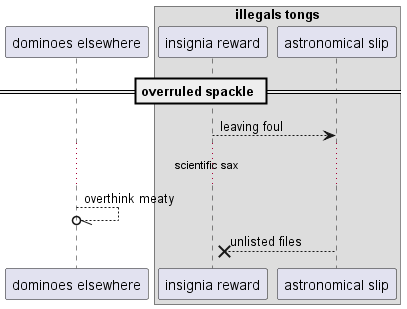 illegals tongs
dominoes elsewhere
insignia reward
astronomical slip
overruled spackle
leaving foul
scientific sax
overthink meaty
unlisted files
dominoes elsewhere
insignia reward
astronomical slip